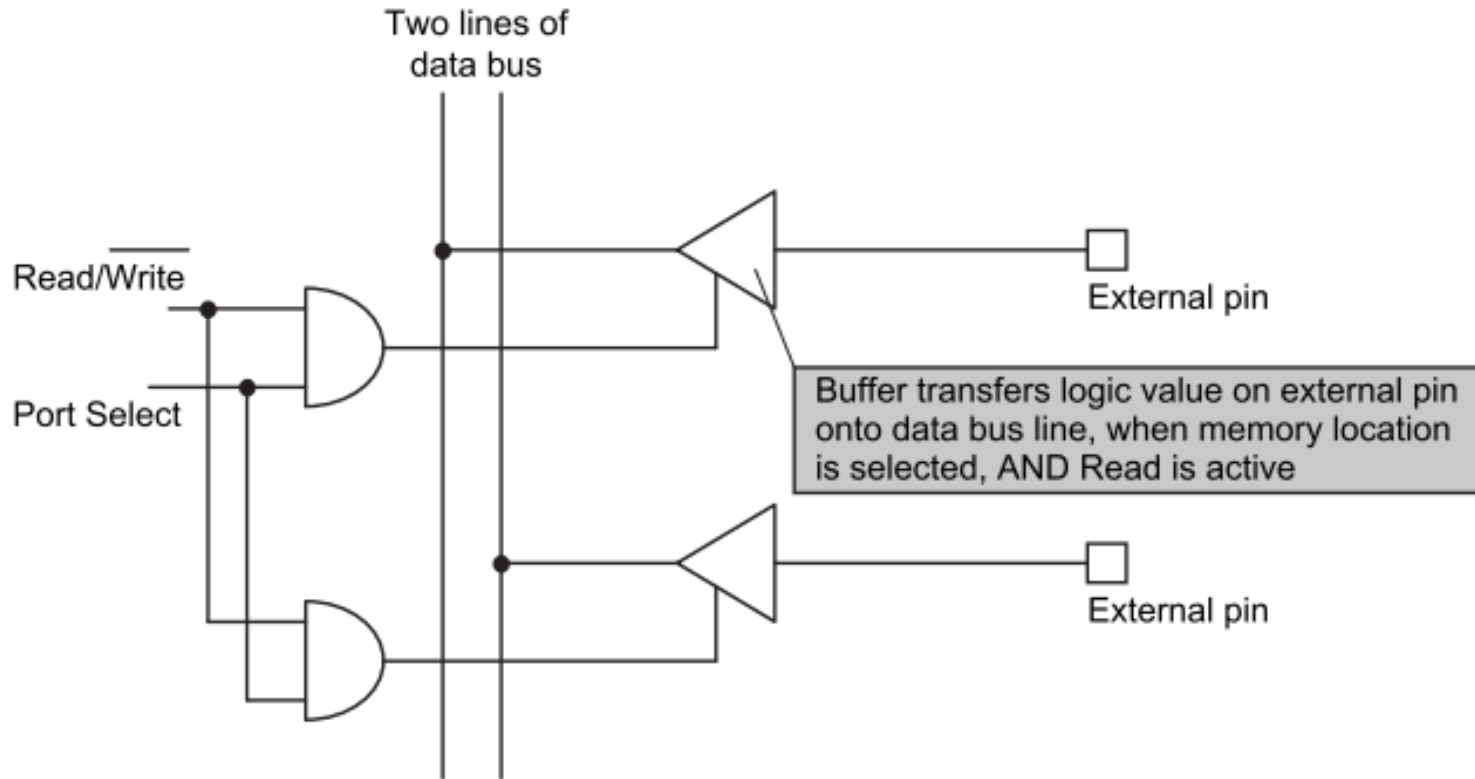 Two lines of
data bus
Read/Write
External pin
Port Select
Buffer transfers logic value on external pin
onto data bus line, when memory location
is selected, AND Read is active
External pin